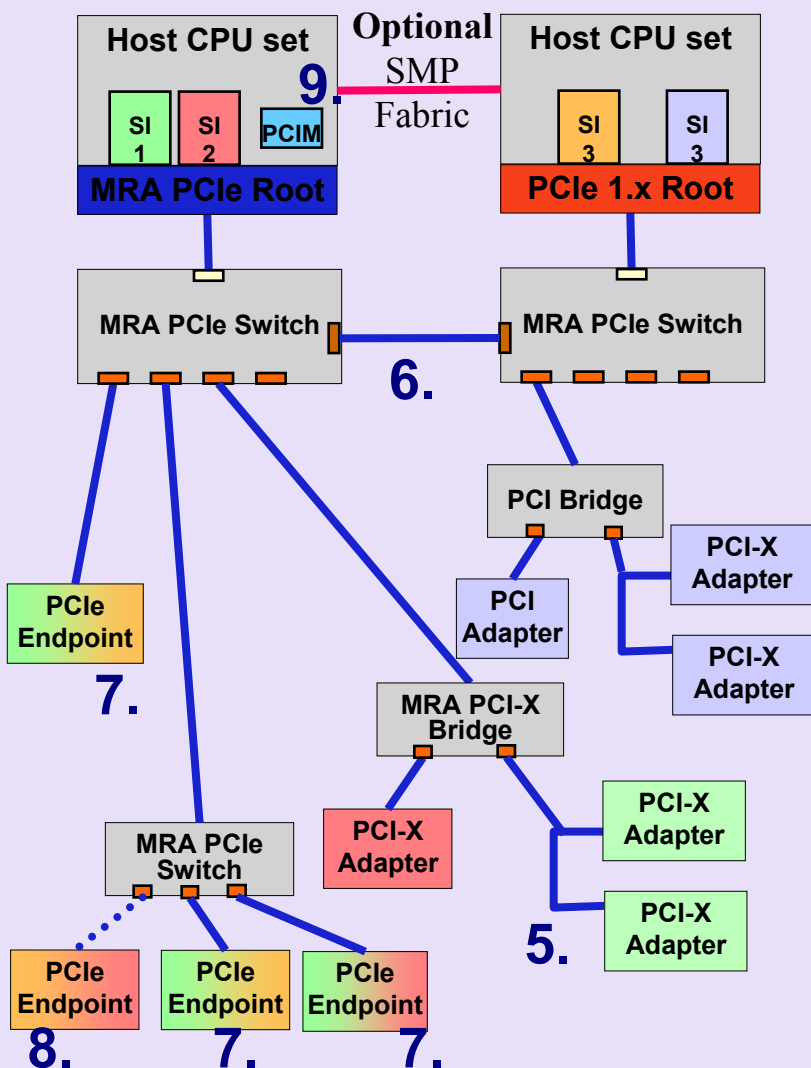 Host CPU set
Optional
SMP
Fabric
Host CPU set
9.
SI
1
SI
2
PCIM
SI
3
SI
3
MRA PCIe Root
PCIe 1.x Root
MRA PCIe Switch
MRA PCIe Switch
6.
PCI Bridge
PCI
Adapter
PCI-X
Adapter
PCI-X
Adapter
PCIe
Endpoint
7.
MRA PCI-X
Bridge
PCI-X
Adapter
PCI-X
Adapter
PCI-X
Adapter
5.
MRA PCIe
Switch
PCIe
Endpoint
8.
PCIe
Endpoint
7.
PCIe
Endpoint
7.